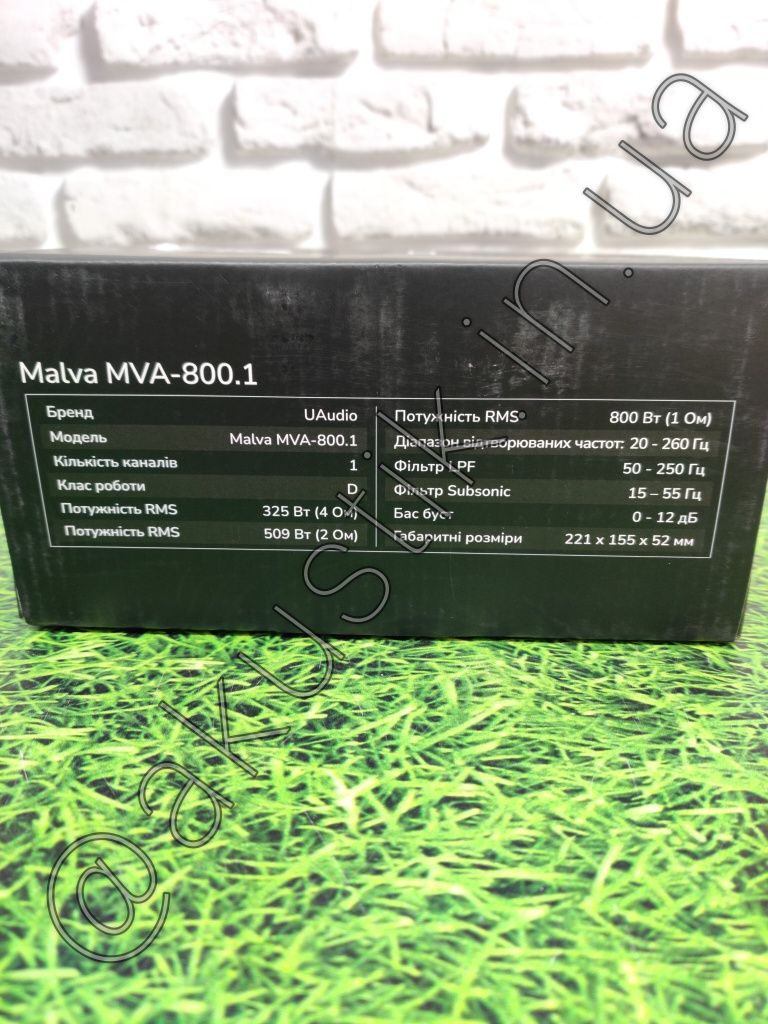 Malva MVA-800.1
Бренд UAudio
Модель Malva MVA-800.1
Кількість каналів 1
Клас роботи D
Потужність RMS 325 Вт (4 Ом)
Потужність RMS 509 Вт (2 Ом)
Потужність RMS 800 Вт (1 Ом)
Діапазон відтворюваних частот: 20 - 260 Гц
Фільтр LPF 50 - 250 Гц
Фільтр Subsonic 15 – 55 Гц
Бас буст 0 - 12 дБ
Габаритні розміри 221 x 155 x 52 мм
@akustik.in.ua